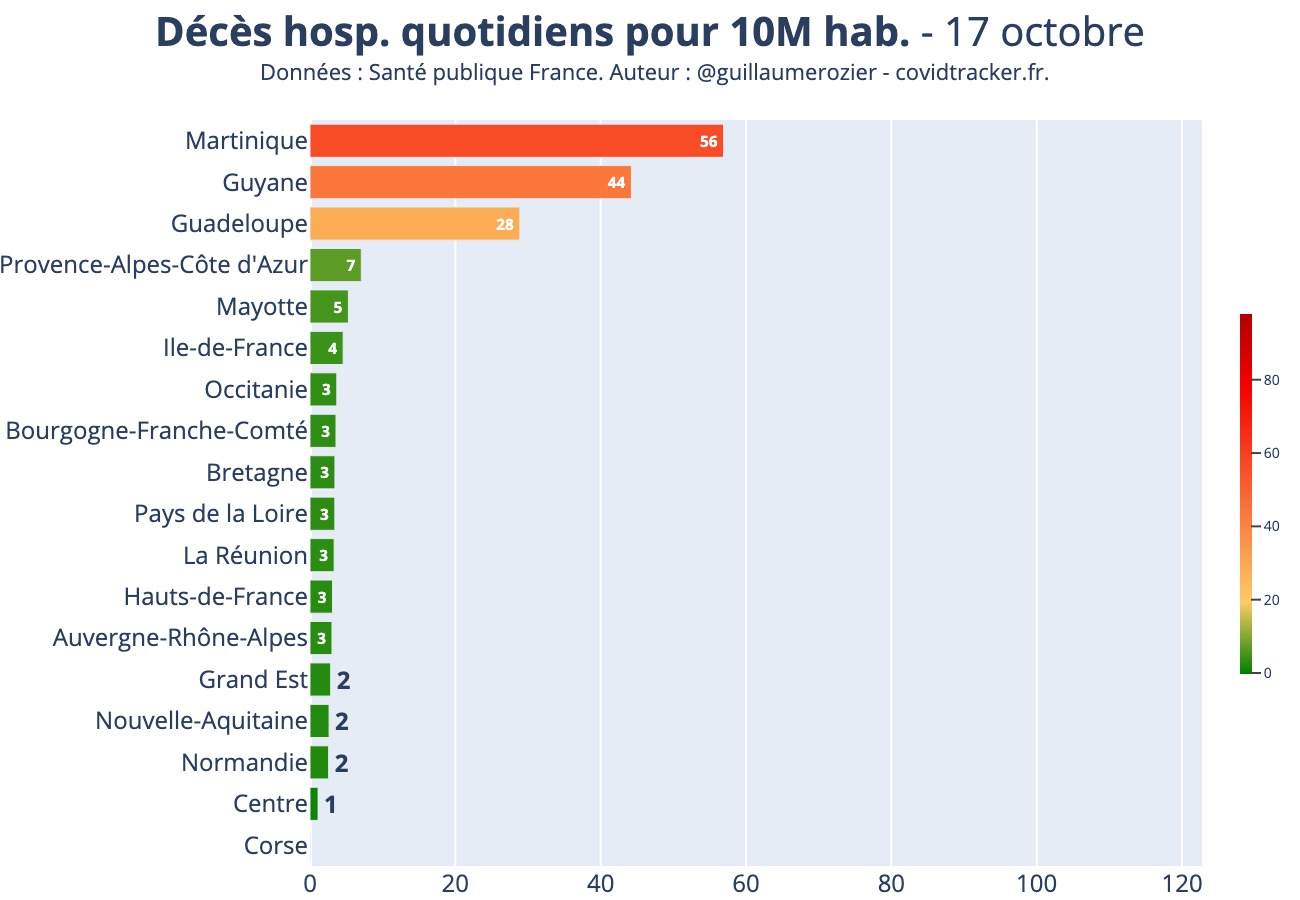 Décès hosp. quotidiens pour 10M hab. - 17 octobre
Données : Santé publique France. Auteur : @guillaumerozier - covidtracker.fr.
Martinique 56
Guyane 44
Guadeloupe 28
Provence-Alpes-Côte d'Azur 7
Mayotte 5
Ile-de-France 4
Occitanie 3
Bourgogne-Franche-Comté 3
Bretagne 3
Pays de la Loire 3
La Réunion 3
Hauts-de-France 3
Auvergne-Rhône-Alpes 3
Grand Est 2
Nouvelle-Aquitaine 2
Normandie 2
Centre 1
Corse
0 20 40 60 80 100 120
80
60
40
20
0